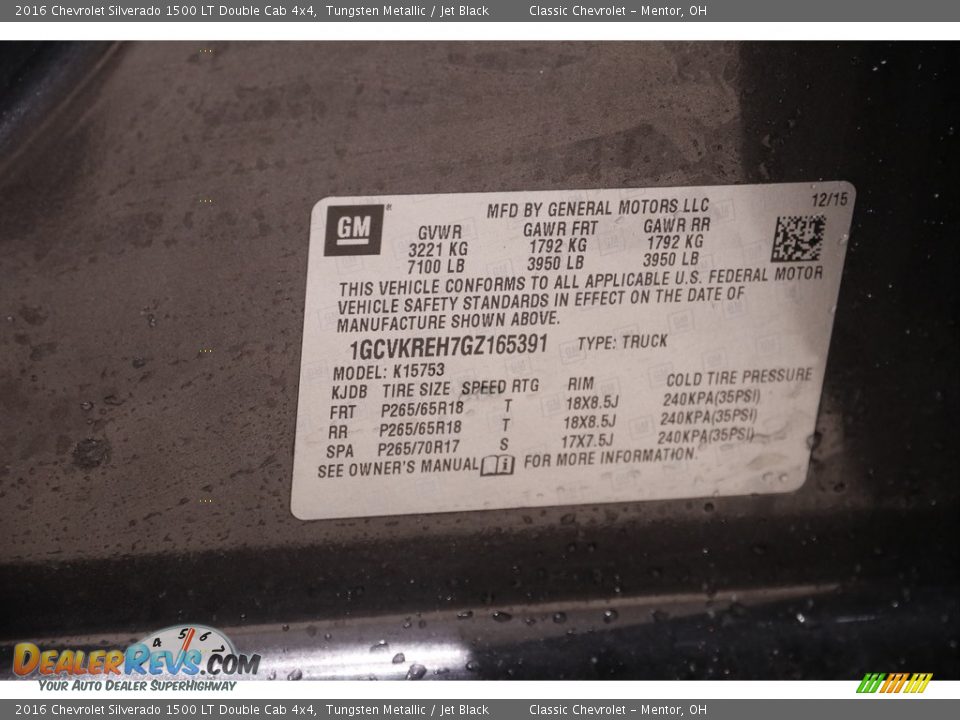 2016 Chevrolet Silverado 1500 LT Double Cab 4x4, Tungsten Metallic / Jet Black Classic Chevrolet – Mentor, OH
12/15
GM
MFD BY GENERAL MOTORS LLC
GVWR GAWR FRT GAWR RR
3221 KG 1792 KG 1792 KG
7100 LB 3950 LB 3950 LB
THIS VEHICLE CONFORMS TO ALL APPLICABLE U.S. FEDERAL MOTOR
VEHICLE SAFETY STANDARDS IN EFFECT ON THE DATE OF
MANUFACTURE SHOWN ABOVE.
1GCVKREH7GZ165391 TYPE: TRUCK
MODEL: K15753
KJDB TIRE SIZE SPEED RTG RIM COLD TIRE PRESSURE
FRT P265/65R18 T 18X8.5J 240KPA(35PSI)
RR P265/65R18 T 18X8.5J 240KPA(35PSI)
SPA P265/70R17 S 17X7.5J 240KPA(35PSI)
SEE OWNER'S MANUAL i FOR MORE INFORMATION.
4 5 6
DealerRevs.com
Your Auto Dealer SuperHighway
2016 Chevrolet Silverado 1500 LT Double Cab 4x4, Tungsten Metallic / Jet Black Classic Chevrolet – Mentor, OH